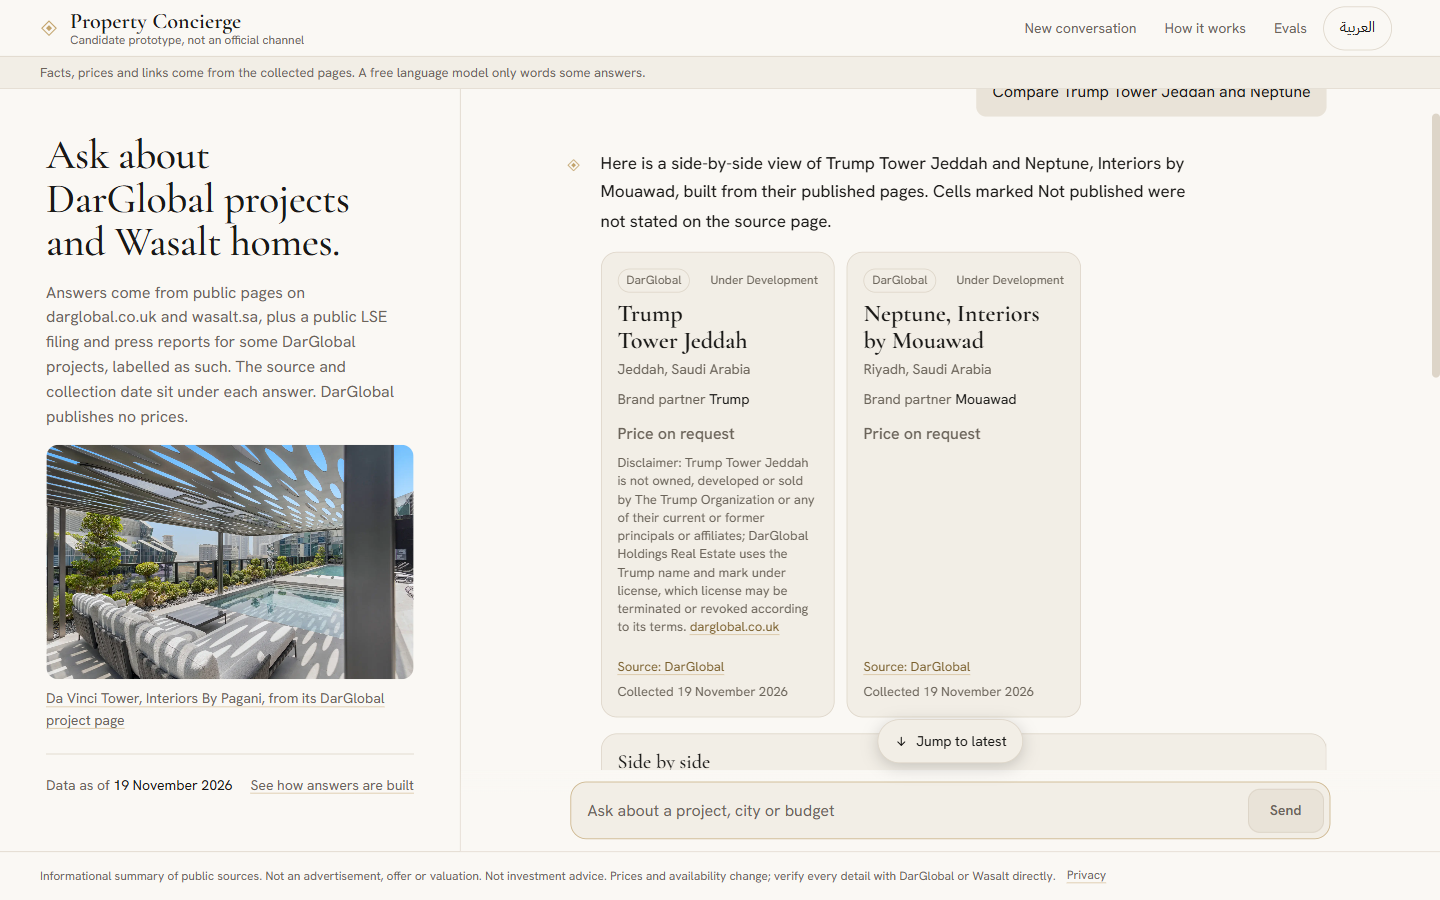 Property Concierge
Candidate prototype, not an official channel
New conversation
How it works
Evals
العربية
Facts, prices and links come from the collected pages. A free language model only words some answers.
Ask about
DarGlobal projects
and Wasalt homes.
Answers come from public pages on
darglobal.co.uk and wasalt.sa, plus a public LSE
filing and press reports for some DarGlobal
projects, labelled as such. The source and
collection date sit under each answer. DarGlobal
publishes no prices.
Da Vinci Tower, Interiors By Pagani, from its DarGlobal
project page
Data as of 19 November 2026
See how answers are built
Compare Trump Tower Jeddah and Neptune
Here is a side-by-side view of Trump Tower Jeddah and Neptune, Interiors by
Mouawad, built from their published pages. Cells marked Not published were
not stated on the source page.
DarGlobal
Under Development
Trump
Tower Jeddah
Jeddah, Saudi Arabia
Brand partner Trump
Price on request
Disclaimer: Trump Tower Jeddah
is not owned, developed or sold
by The Trump Organization or any
of their current or former
principals or affiliates; DarGlobal
Holdings Real Estate uses the
Trump name and mark under
license, which license may be
terminated or revoked according
to its terms. darglobal.co.uk
Source: DarGlobal
Collected 19 November 2026
DarGlobal
Under Development
Neptune, Interiors
by Mouawad
Riyadh, Saudi Arabia
Brand partner Mouawad
Price on request
Source: DarGlobal
Collected 19 November 2026
↓ Jump to latest
Side by side
Ask about a project, city or budget
Send
Informational summary of public sources. Not an advertisement, offer or valuation. Not investment advice. Prices and availability change; verify every detail with DarGlobal or Wasalt directly.
Privacy